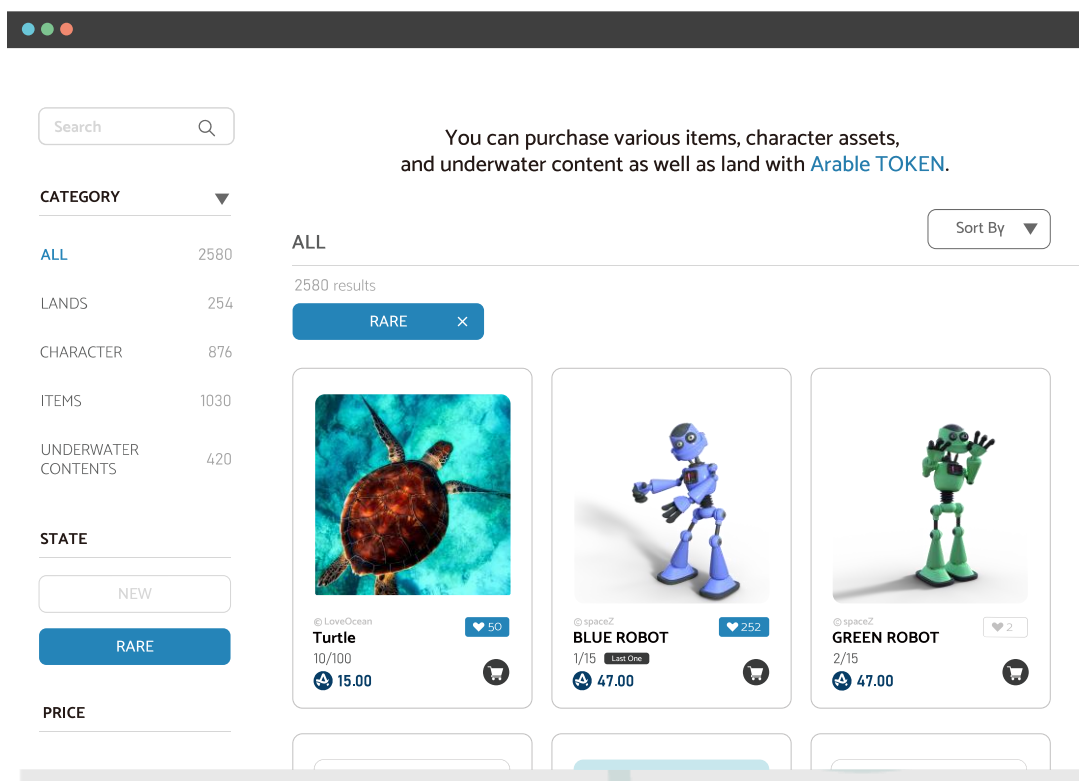 Search
You can purchase various items, character assets,
and underwater content as well as land with Arable TOKEN.
CATEGORY
ALL 2580
LANDS 254
CHARACTER 876
ITEMS 1030
UNDERWATER
CONTENTS 420
STATE
NEW
RARE
PRICE
ALL
Sort By
2580 results
RARE ×
© LoveOcean
Turtle
50
10/100
15.00
© spaceZ
BLUE ROBOT
252
1/15 Last One
47.00
© spaceZ
GREEN ROBOT
2
2/15
47.00